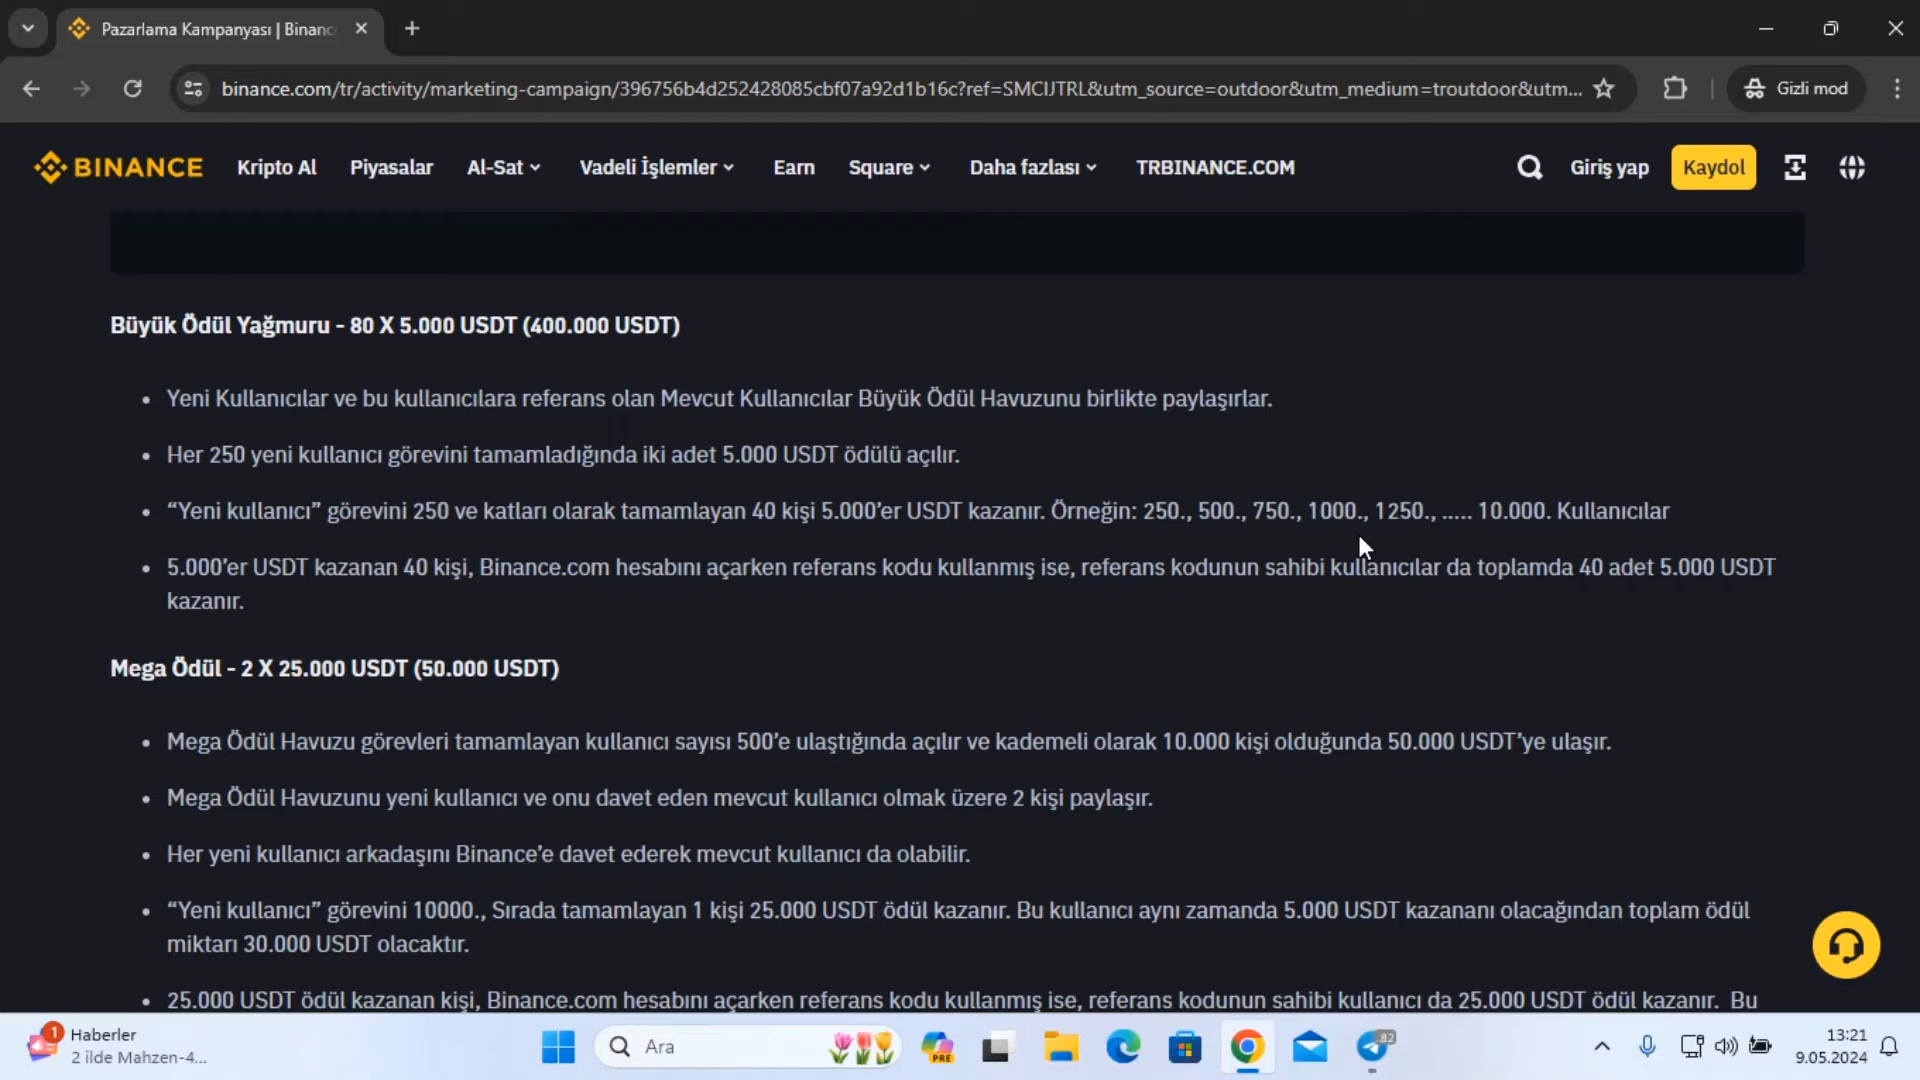 Pazarlama Kampanyası | Binanc
binance.com/tr/activity/marketing-campaign/396756b4d252428085cbf07a92d1b16c?ref=SMCIJTRL&utm_source=outdoor&utm_medium=troutdoor&utm...
Gizli mod
BINANCE
Kripto Al
Piyasalar
Al-Sat
Vadeli İşlemler
Earn
Square
Daha fazlası
TRBINANCE.COM
Giriş yap
Kaydol
Büyük Ödül Yağmuru - 80 X 5.000 USDT (400.000 USDT)
• Yeni Kullanıcılar ve bu kullanıcılara referans olan Mevcut Kullanıcılar Büyük Ödül Havuzunu birlikte paylaşırlar.
• Her 250 yeni kullanıcı görevini tamamladığında iki adet 5.000 USDT ödülü açılır.
• “Yeni kullanıcı” görevini 250 ve katları olarak tamamlayan 40 kişi 5.000’er USDT kazanır. Örneğin: 250., 500., 750., 1000., 1250., ..... 10.000. Kullanıcılar
• 5.000’er USDT kazanan 40 kişi, Binance.com hesabını açarken referans kodu kullanmış ise, referans kodunun sahibi kullanıcılar da toplamda 40 adet 5.000 USDT
kazanır.
Mega Ödül - 2 X 25.000 USDT (50.000 USDT)
• Mega Ödül Havuzu görevleri tamamlayan kullanıcı sayısı 500’e ulaştığında açılır ve kademeli olarak 10.000 kişi olduğunda 50.000 USDT’ye ulaşır.
• Mega Ödül Havuzunu yeni kullanıcı ve onu davet eden mevcut kullanıcı olmak üzere 2 kişi paylaşır.
• Her yeni kullanıcı arkadaşını Binance’e davet ederek mevcut kullanıcı da olabilir.
• “Yeni kullanıcı” görevini 10000., Sırada tamamlayan 1 kişi 25.000 USDT ödül kazanır. Bu kullanıcı aynı zamanda 5.000 USDT kazananı olacağından toplam ödül
miktarı 30.000 USDT olacaktır.
• 25.000 USDT ödül kazanan kişi, Binance.com hesabını açarken referans kodu kullanmış ise, referans kodunun sahibi kullanıcı da 25.000 USDT ödül kazanır. Bu
1
Haberler
2 ilde Mahzen-4...
Ara
PRE
82
13:21
9.05.2024